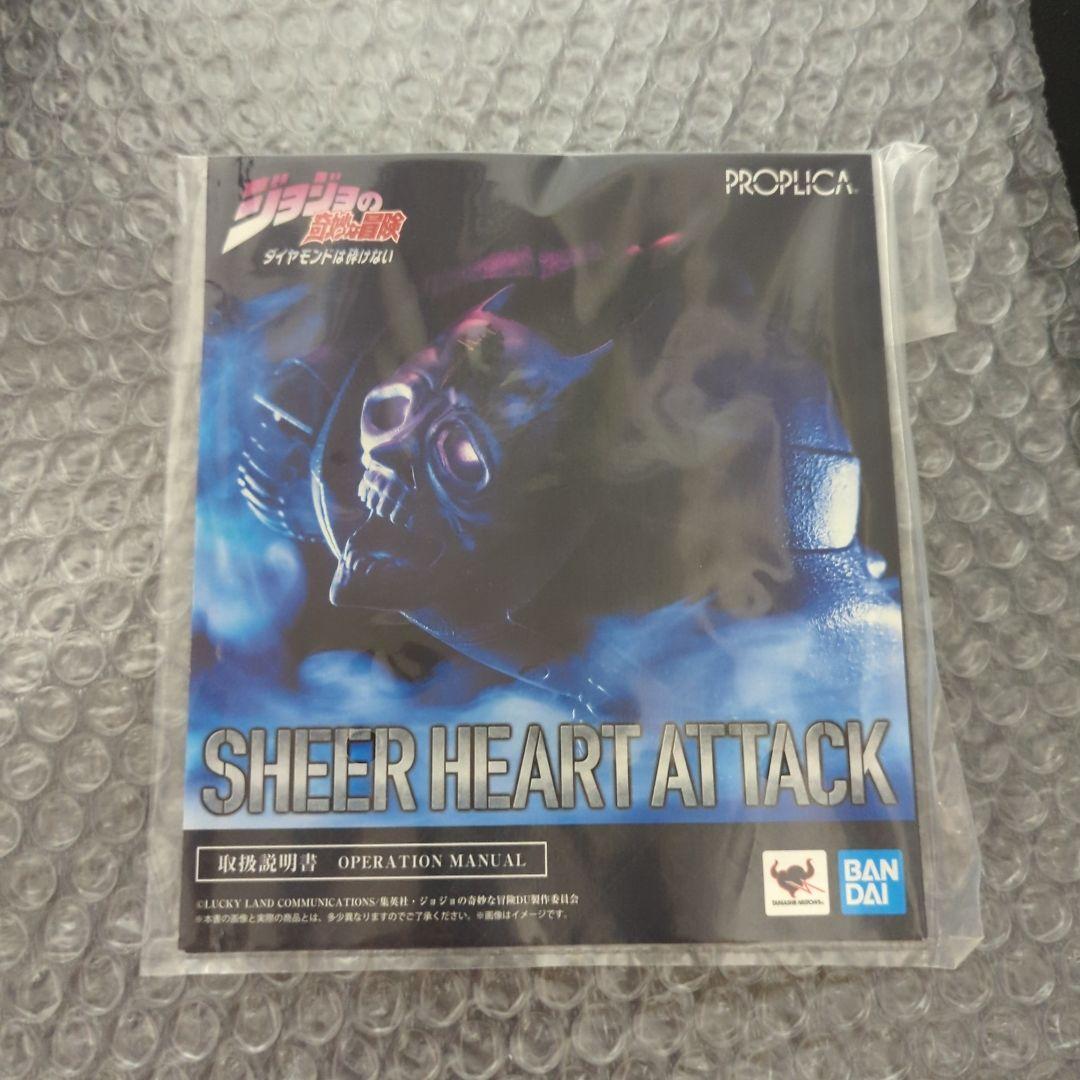 ジョジョの
奇妙な冒険
ダイヤモンドは砕けない
PROPLICA
SHEER HEART ATTACK
取扱説明書 OPERATION MANUAL
TAMASHII NATIONS
BAN
DAI
©LUCKY LAND COMMUNICATIONS/集英社・ジョジョの奇妙な冒険DU製作委員会
※本書の画像と実際の商品とは、多少異なりますのでご了承ください。※画像はイメージです。